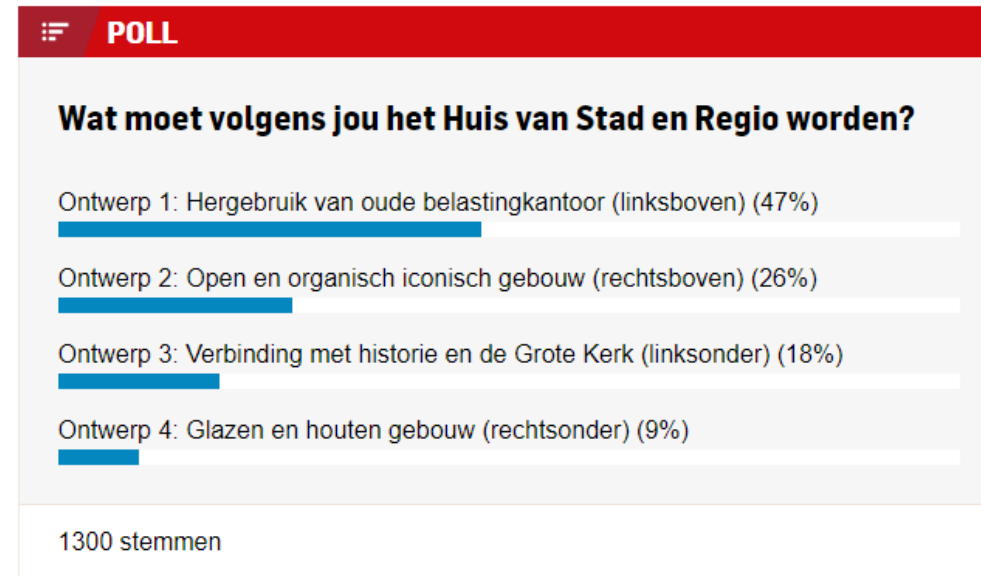 POLL
Wat moet volgens jou het Huis van Stad en Regio worden?
Ontwerp 1: Hergebruik van oude belastingkantoor (linksboven) (47%)
Ontwerp 2: Open en organisch iconisch gebouw (rechtsboven) (26%)
Ontwerp 3: Verbinding met historie en de Grote Kerk (linksonder) (18%)
Ontwerp 4: Glazen en houten gebouw (rechtsonder) (9%)
1300 stemmen